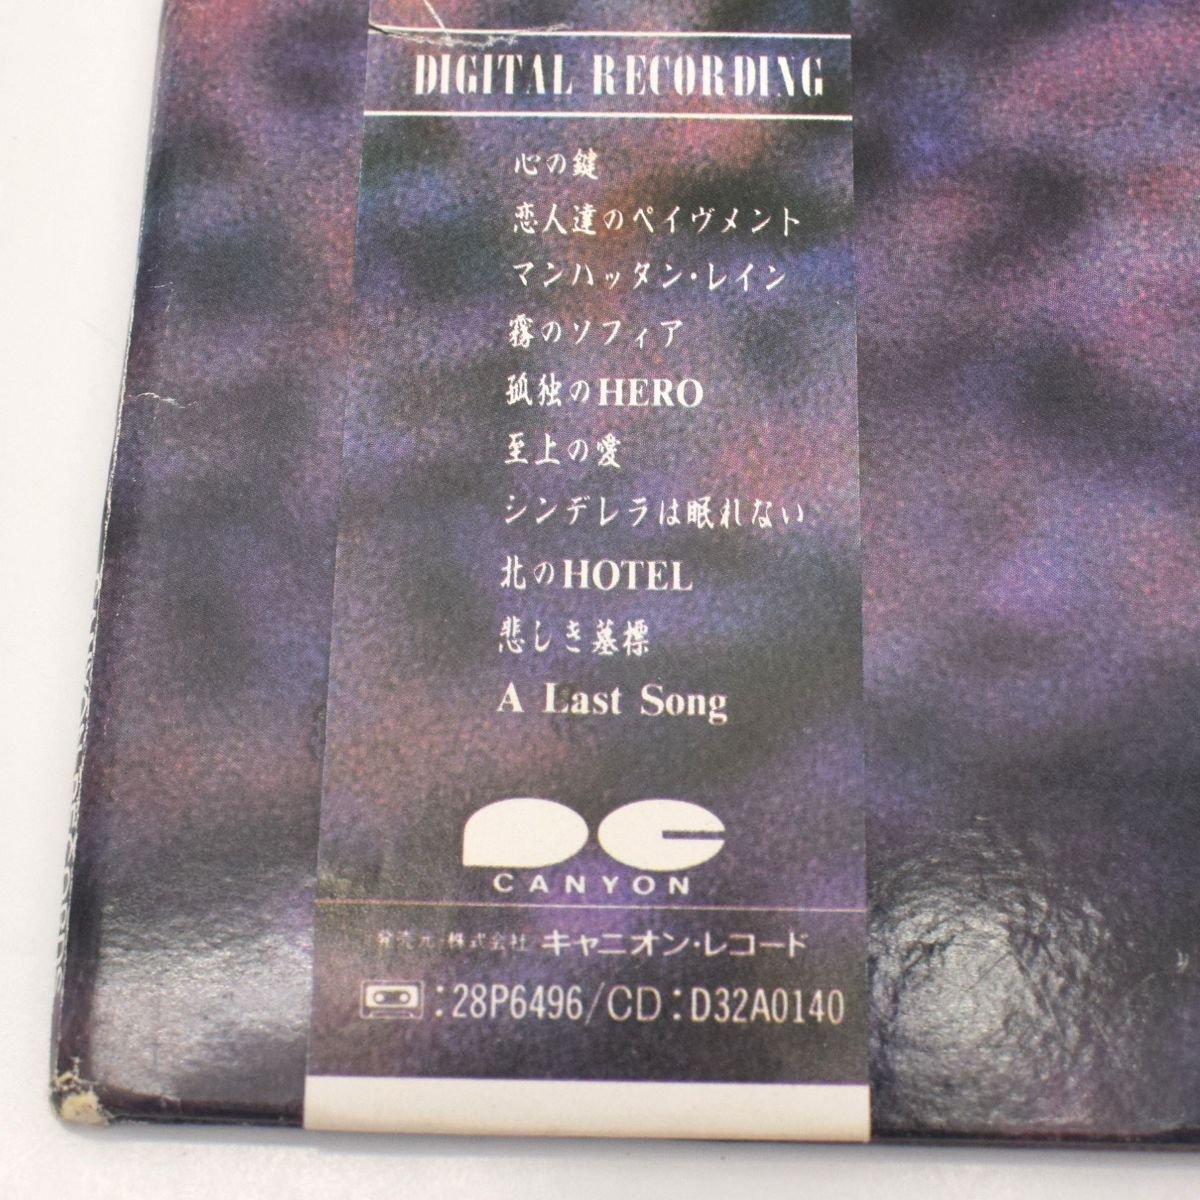 DIGITAL RECORDING
心の鍵
恋人達のペイヴメント
マンハッタン・レイン
霧のソフィア
孤独のHERO
至上の愛
シンデレラは眠れない
北のHOTEL
悲しき墓標
A Last Song
PC
CANYON
発売元:株式会社 キャニオン・レコード
:28P6496/CD:D32A0140